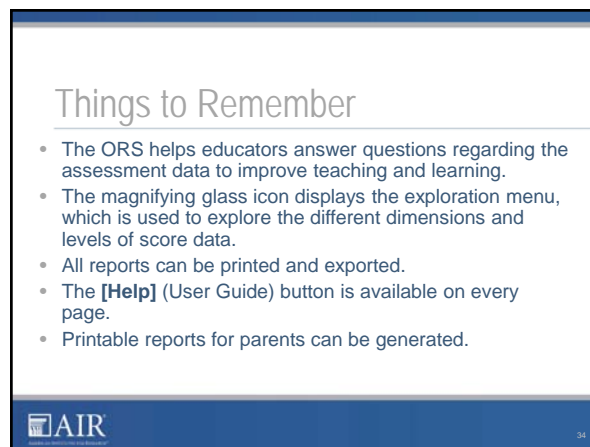 Things to Remember
• The ORS helps educators answer questions regarding the
assessment data to improve teaching and learning.
• The magnifying glass icon displays the exploration menu,
which is used to explore the different dimensions and
levels of score data.
• All reports can be printed and exported.
• The [Help] (User Guide) button is available on every
page.
• Printable reports for parents can be generated.
AIR
34